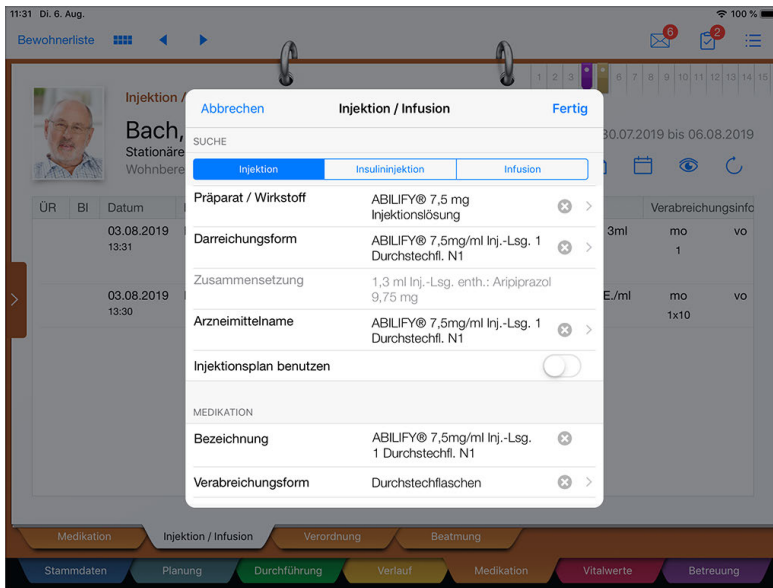 11:31 Di. 6. Aug.
100 %
Bewohnerliste
6
2
1 2 3 6 7 8 9 10 11 12 13 14 15
Injektion /
Bach,
Stationäre
Wohnbere
30.07.2019 bis 06.08.2019
ÜR BI Datum
Verabreichungsinfo
03.08.2019
13:31
3ml mo vo
1
03.08.2019
13:30
E./ml mo vo
1x10
Abbrechen Injektion / Infusion Fertig
SUCHE
Injektion Insulininjektion Infusion
Präparat / Wirkstoff ABILIFY® 7,5 mg
Injektionslösung
Darreichungsform ABILIFY® 7,5mg/ml Inj.-Lsg. 1
Durchstechfl. N1
Zusammensetzung 1,3 ml Inj.-Lsg. enth.: Aripiprazol
9,75 mg
Arzneimittelname ABILIFY® 7,5mg/ml Inj.-Lsg. 1
Durchstechfl. N1
Injektionsplan benutzen
MEDIKATION
Bezeichnung ABILIFY® 7,5mg/ml Inj.-Lsg.
1 Durchstechfl. N1
Verabreichungsform Durchstechflaschen
Medikation Injektion / Infusion Verordnung Beatmung
Stammdaten Planung Durchführung Verlauf Medikation Vitalwerte Betreuung